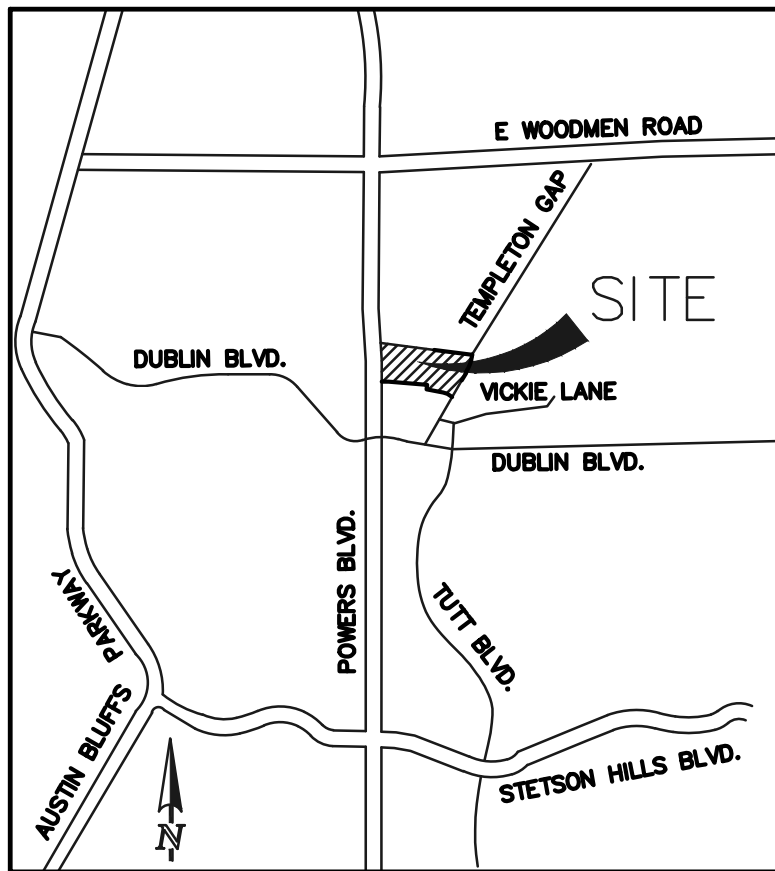 E WOODMEN ROAD
TEMPLETON GAP
SITE
DUBLIN BLVD.
VICKIE LANE
DUBLIN BLVD.
POWERS BLVD.
TUTT BLVD.
AUSTIN BLUFFS PARKWAY
STETSON HILLS BLVD.
N